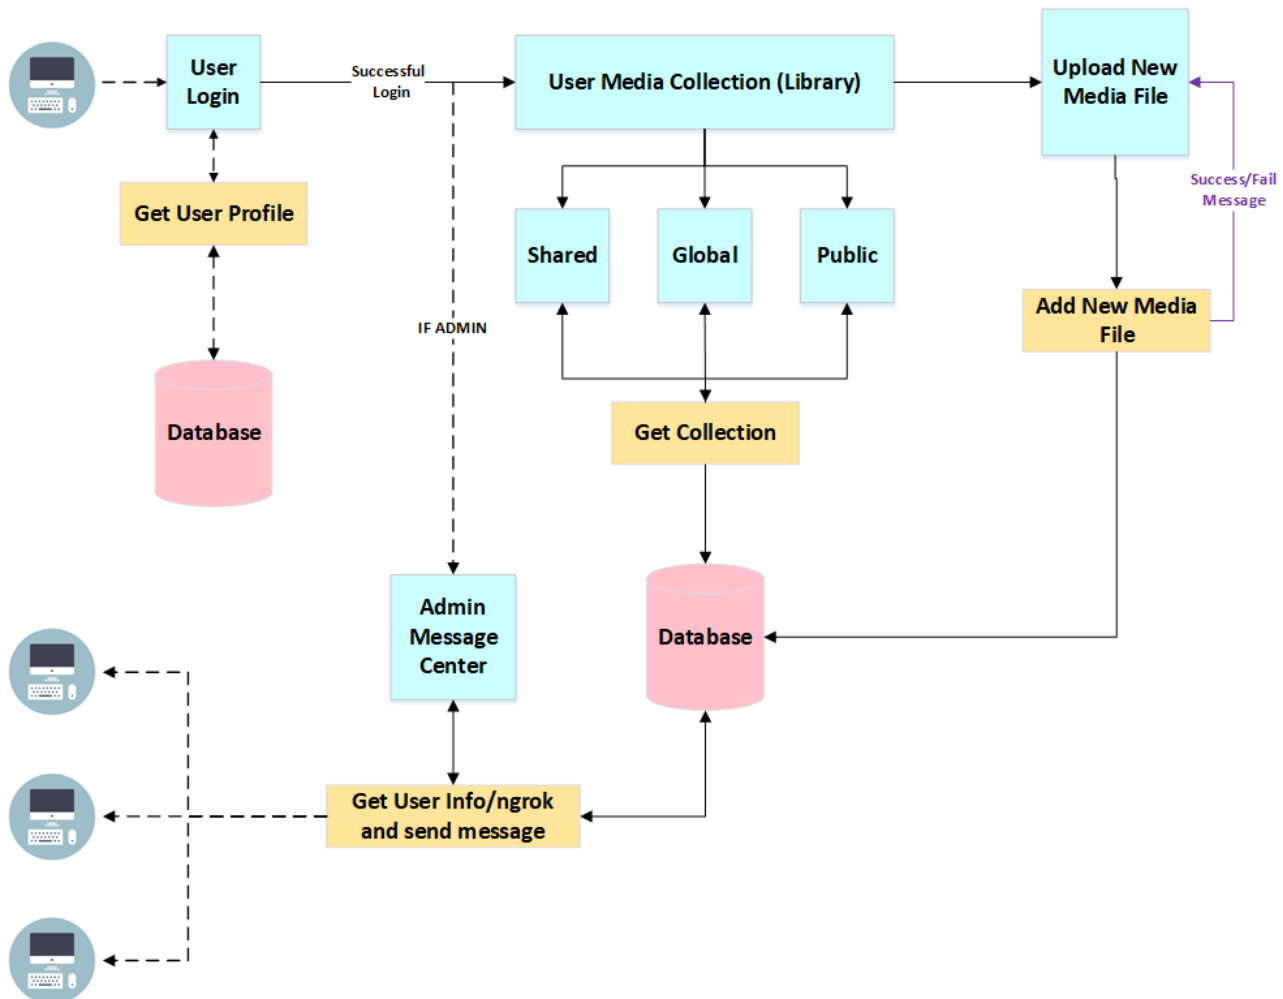 User
Login
Successful
Login
User Media Collection (Library)
Upload New
Media File
Success/Fail
Message
Get User Profile
Shared
Global
Public
Add New Media
File
IF ADMIN
Database
Get Collection
Admin
Message
Center
Database
Get User Info/ngrok
and send message